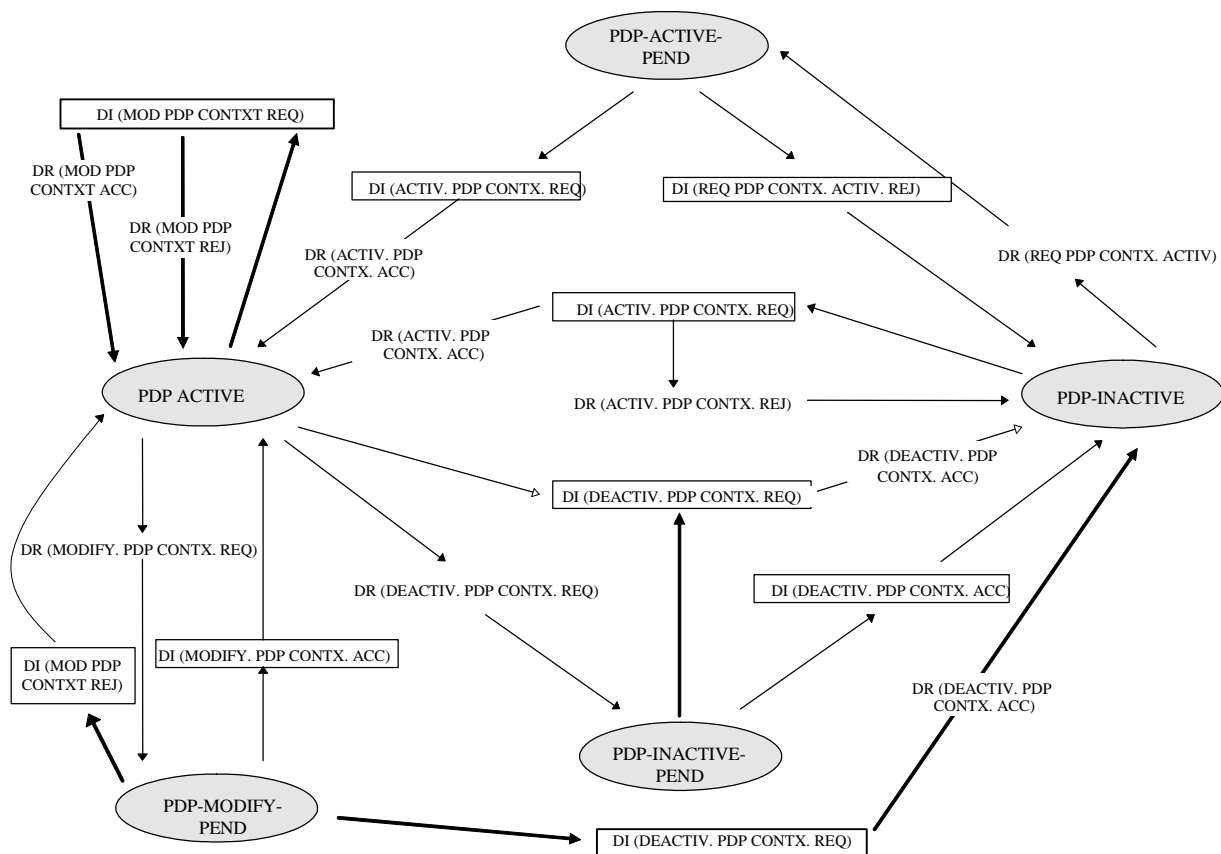 PDP-ACTIVE-
PEND
DI (MOD PDP CONTXT REQ)
DR (MOD PDP
CONTXT ACC)
DI (ACTIV. PDP CONTX. REQ)
DI (REQ PDP CONTX. ACTIV. REJ)
DR (MOD PDP
CONTXT REJ)
DR (ACTIV. PDP
CONTX. ACC)
DR (REQ PDP CONTX. ACTIV)
DI (ACTIV. PDP CONTX. REQ)
DR (ACTIV. PDP
CONTX. ACC)
PDP ACTIVE
DR (ACTIV. PDP CONTX. REJ)
PDP-INACTIVE
DR (DEACTIV. PDP
CONTX. ACC)
DI (DEACTIV. PDP CONTX. REQ)
DR (MODIFY. PDP CONTX. REQ)
DR (DEACTIV. PDP CONTX. REQ)
DI (DEACTIV. PDP CONTX. ACC)
DI (MOD PDP
CONTXT REJ)
DI (MODIFY. PDP CONTX. ACC)
DR (DEACTIV. PDP
CONTX. ACC)
PDP-INACTIVE-
PEND
PDP-MODIFY-
PEND
DI (DEACTIV. PDP CONTX. REQ)